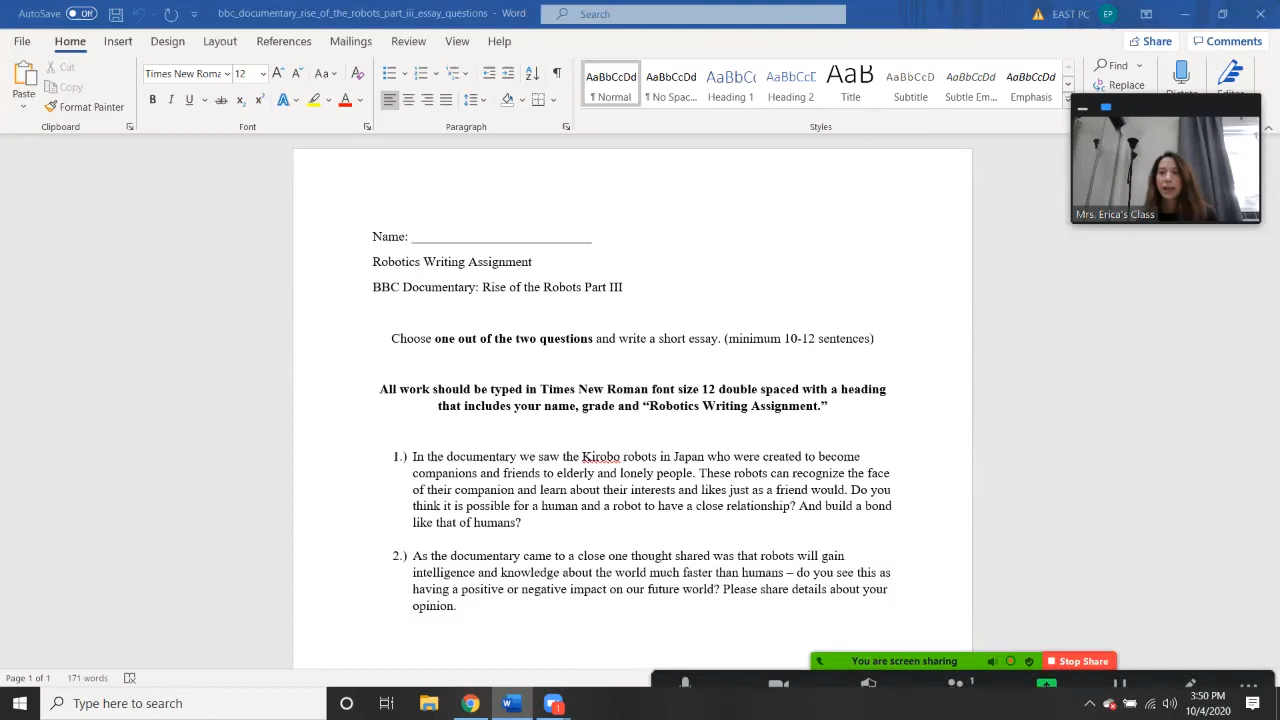 AutoSave Off bbc_documentary_rise_of_the_robots_part_iii_essay_questions - Word Search EAST PC EP
File Home Insert Design Layout References Mailings Review View Help Share Comments
Paste Cut Copy Format Painter
Times New Roma 12 Aa
AaBbCcDd AaBbCcDd AaBbC( AaBbCcE AaB AaBbCcD AaBbCcDd AaBbCcDd
¶ Normal ¶ No Spac... Heading 1 Heading 2 Title Subtitle Subtle Em... Emphasis
Find Replace
Clipboard Font Paragraph Styles
Mrs. Erica's Class
Name: ____________________________
Robotics Writing Assignment
BBC Documentary: Rise of the Robots Part III
Choose one out of the two questions and write a short essay. (minimum 10-12 sentences)
All work should be typed in Times New Roman font size 12 double spaced with a heading
that includes your name, grade and “Robotics Writing Assignment.”
1.) In the documentary we saw the Kirobo robots in Japan who were created to become
companions and friends to elderly and lonely people. These robots can recognize the face
of their companion and learn about their interests and likes just as a friend would. Do you
think it is possible for a human and a robot to have a close relationship? And build a bond
like that of humans?
2.) As the documentary came to a close one thought shared was that robots will gain
intelligence and knowledge about the world much faster than humans – do you see this as
having a positive or negative impact on our future world? Please share details about your
opinion.
You are screen sharing Stop Share
Page 1 of 1 171 words
1
Type here to search
3:50 PM
10/4/2020